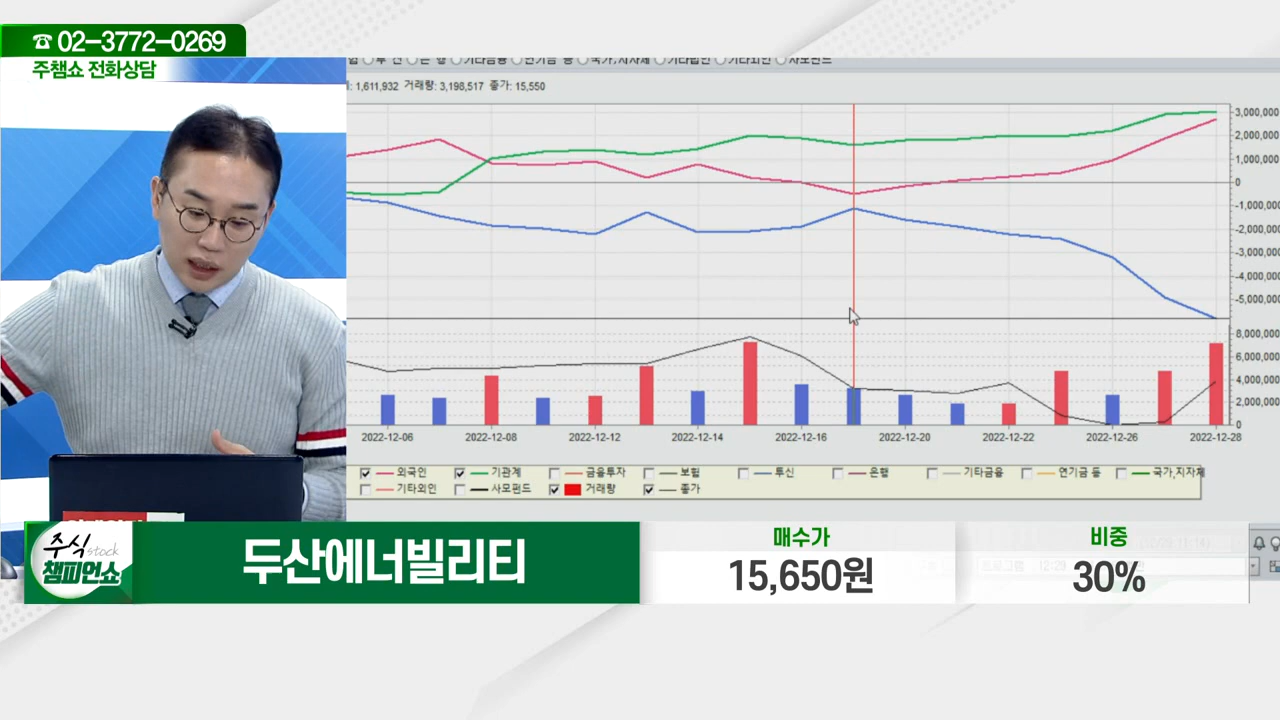 ☎ 02-3772-0269
주챔쇼 전화상담
1,611,932 거래량: 3,198,517 종가: 15,550
3,000,000
2,000,000
1,000,000
0
-1,000,000
-2,000,000
-3,000,000
-4,000,000
-5,000,000
8,000,000
6,000,000
4,000,000
2,000,000
0
2022-12-06 2022-12-08 2022-12-12 2022-12-14 2022-12-16 2022-12-20 2022-12-22 2022-12-26 2022-12-28
외국인 기관계 금융투자 보험 투신 은행 기타금융 연기금 등 국가,지자체
기타외인 사모펀드 거래량 종가
주식 stock
챔피언쇼
두산에너빌리티
매수가
15,650원
비중
30%